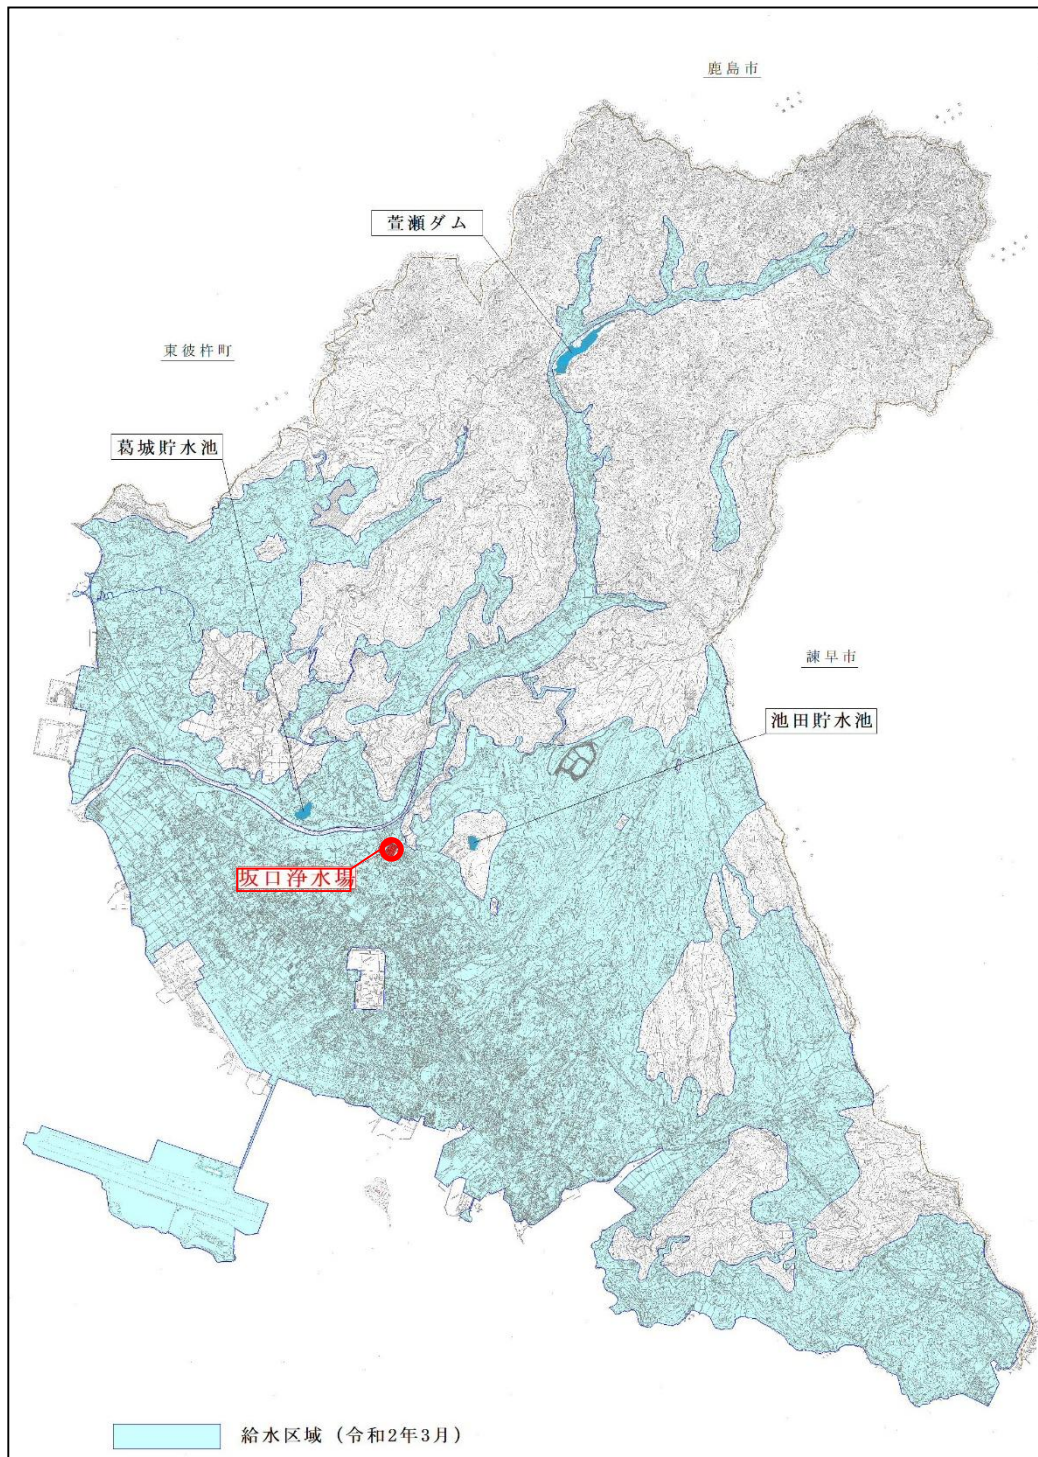 鹿島市
萱瀬ダム
東彼杵町
葛城貯水池
諫早市
池田貯水池
坂口浄水場
給水区域 (令和2年3月)